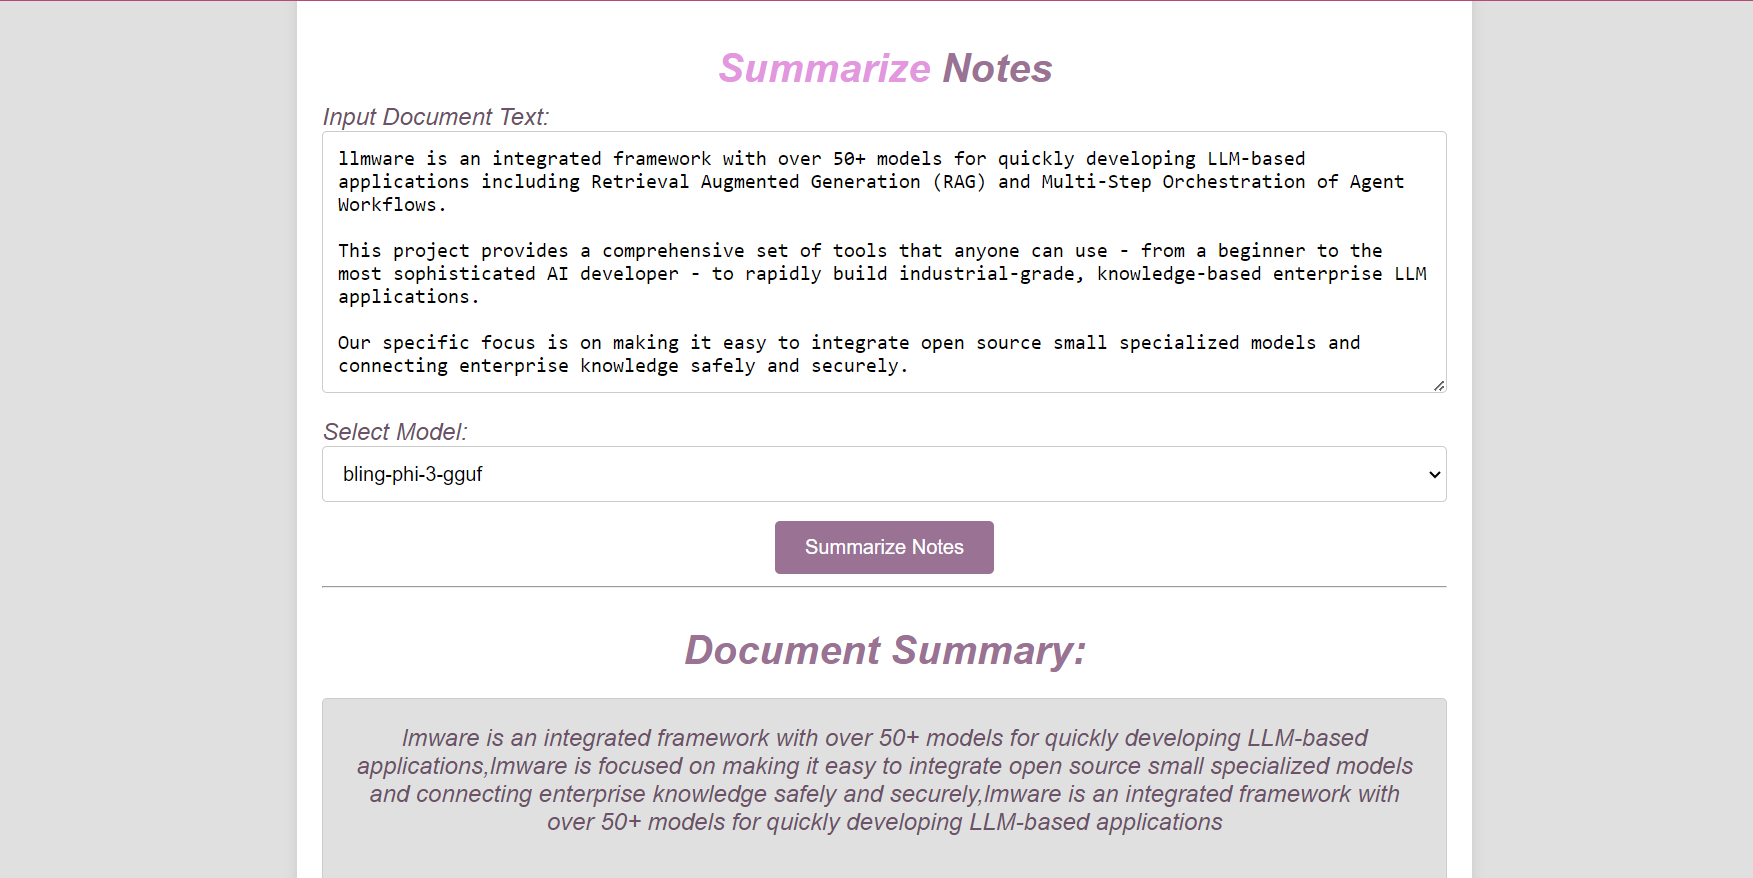 Summarize Notes
Input Document Text:
llmware is an integrated framework with over 50+ models for quickly developing LLM-based
applications including Retrieval Augmented Generation (RAG) and Multi-Step Orchestration of Agent
Workflows.
This project provides a comprehensive set of tools that anyone can use - from a beginner to the
most sophisticated AI developer - to rapidly build industrial-grade, knowledge-based enterprise LLM
applications.
Our specific focus is on making it easy to integrate open source small specialized models and
connecting enterprise knowledge safely and securely.
Select Model:
bling-phi-3-gguf
Summarize Notes
Document Summary:
lmware is an integrated framework with over 50+ models for quickly developing LLM-based
applications,lmware is focused on making it easy to integrate open source small specialized models
and connecting enterprise knowledge safely and securely,lmware is an integrated framework with
over 50+ models for quickly developing LLM-based applications